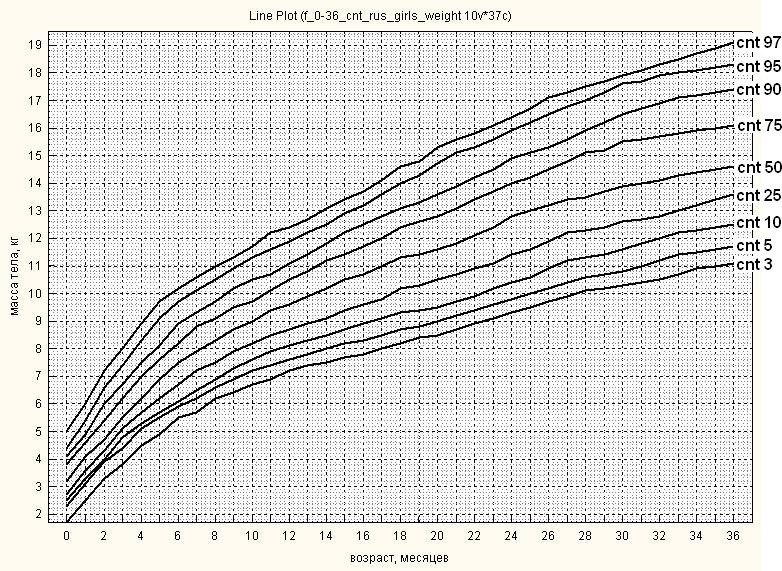 Line Plot (f_0-36_cnt_rus_girls_weight 10v*37c)
масса тела, кг
19
18
17
16
15
14
13
12
11
10
9
8
7
6
5
4
3
2
cnt 97
cnt 95
cnt 90
cnt 75
cnt 50
cnt 25
cnt 10
cnt 5
cnt 3
0 2 4 6 8 10 12 14 16 18 20 22 24 26 28 30 32 34 36
возраст, месяцев